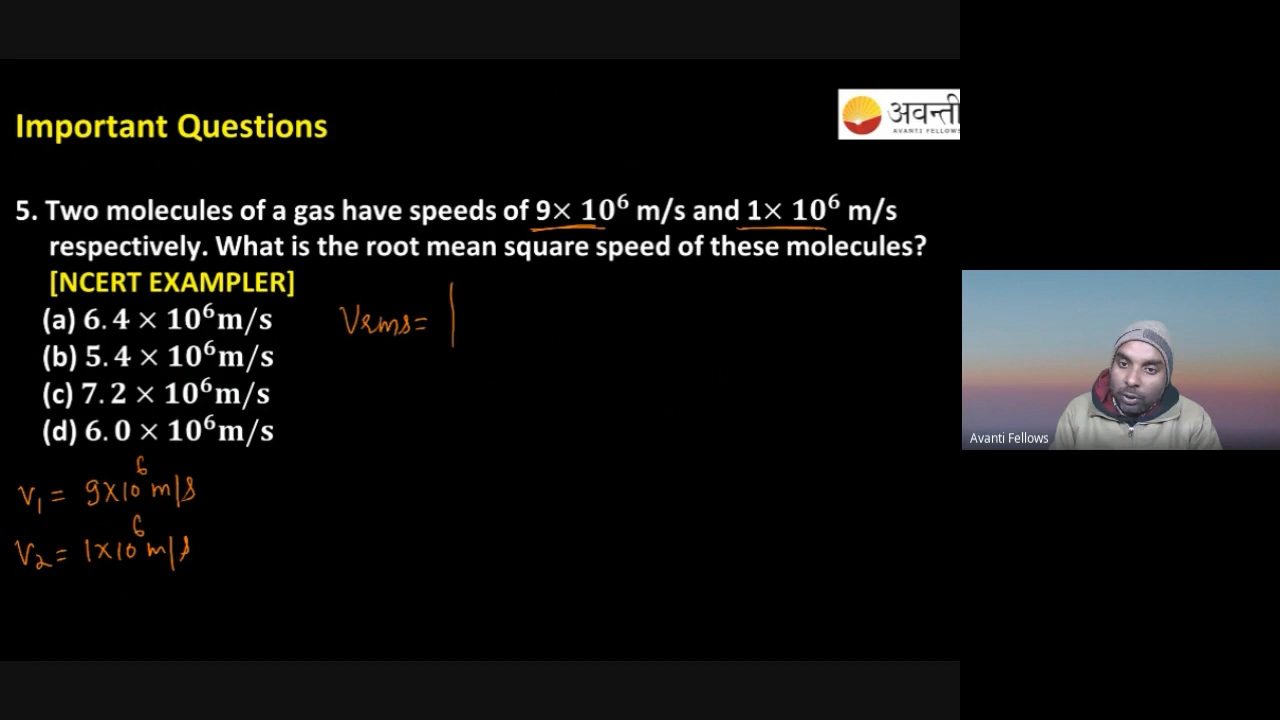 Important Questions
अवन्ती
AVANTI FELLOWS
5. Two molecules of a gas have speeds of 9× 10⁶ m/s and 1× 10⁶ m/s
respectively. What is the root mean square speed of these molecules?
[NCERT EXAMPLER]
(a) 6.4 × 10⁶m/s
(b) 5.4 × 10⁶m/s
(c) 7.2 × 10⁶m/s
(d) 6.0 × 10⁶m/s
Vrms =
V₁ = 9×10⁶ m/s
V₂ = 1×10⁶ m/s
Avanti Fellows